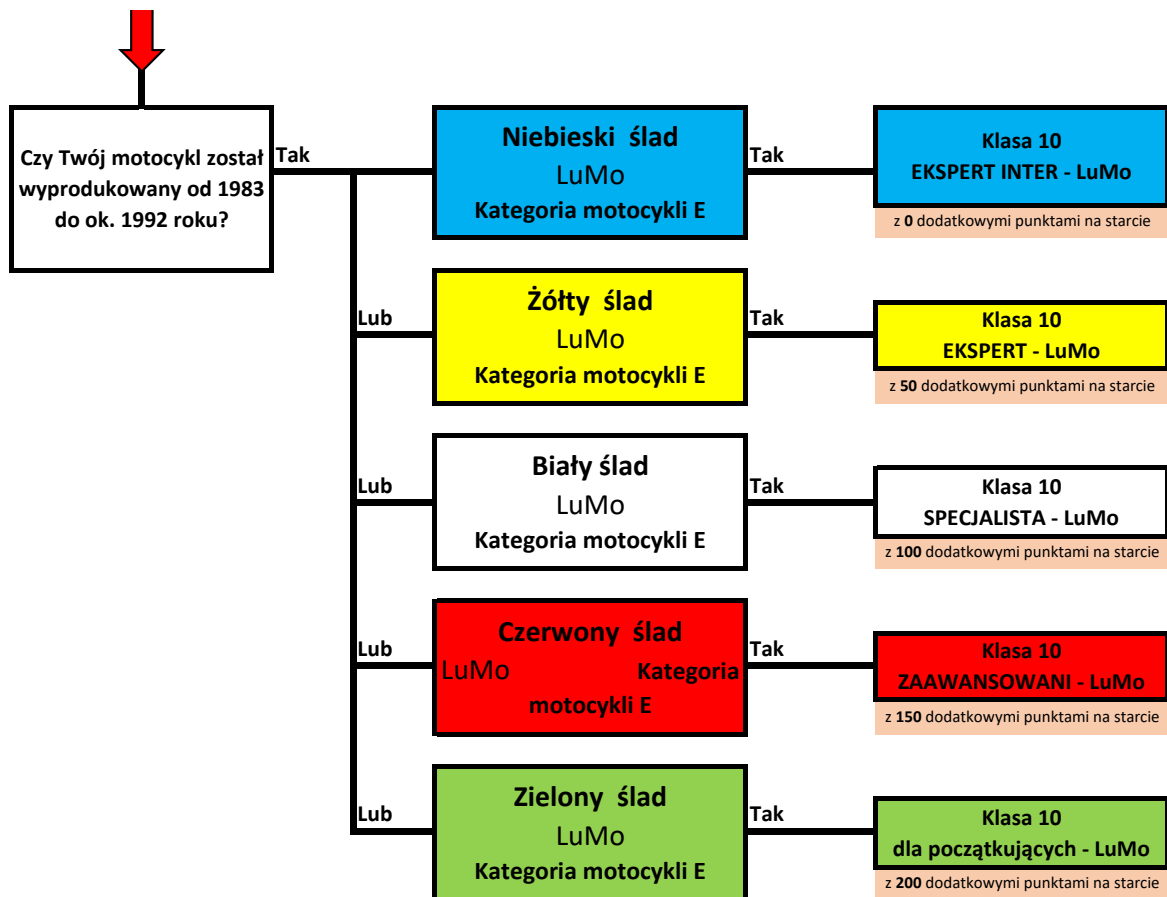 Czy Twój motocykl został
wyprodukowany od 1983
do ok. 1992 roku?
Tak
Niebieski ślad
LuMo
Kategoria motocykli E
Tak
Klasa 10
EKSPERT INTER - LuMo
z 0 dodatkowymi punktami na starcie
Lub
Żółty ślad
LuMo
Kategoria motocykli E
Tak
Klasa 10
EKSPERT - LuMo
z 50 dodatkowymi punktami na starcie
Lub
Biały ślad
LuMo
Kategoria motocykli E
Tak
Klasa 10
SPECJALISTA - LuMo
z 100 dodatkowymi punktami na starcie
Lub
Czerwony ślad
LuMo Kategoria
motocykli E
Tak
Klasa 10
ZAAWANSOWANI - LuMo
z 150 dodatkowymi punktami na starcie
Lub
Zielony ślad
LuMo
Kategoria motocykli E
Tak
Klasa 10
dla początkujących - LuMo
z 200 dodatkowymi punktami na starcie